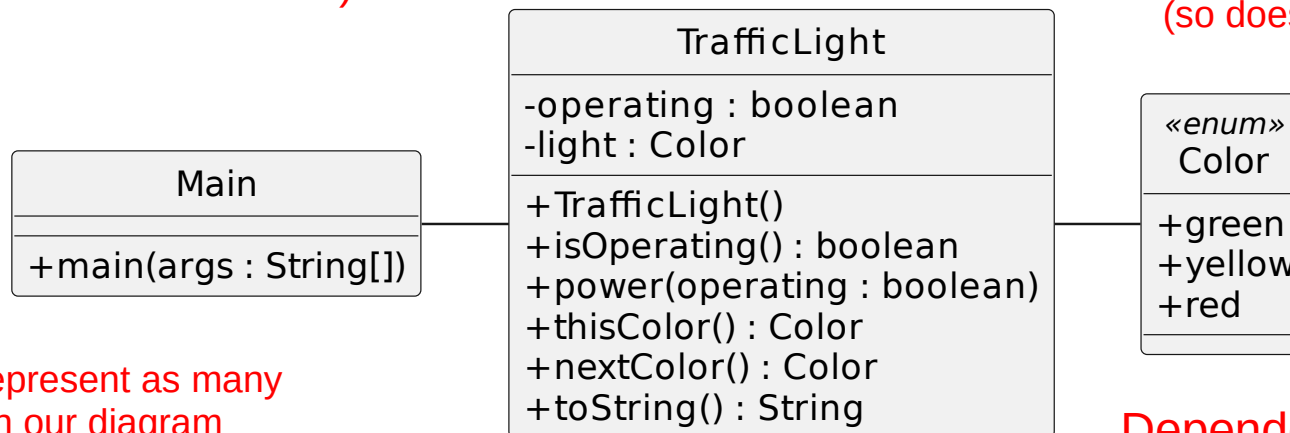 (so does
TrafficLight
-operating : boolean
-light : Color
+TrafficLight()
+isOperating() : boolean
+power(operating : boolean)
+thisColor() : Color
+nextColor() : Color
+toString() : String
Main
+main(args : String[])
«enum»
Color
+green
+yellow
+red
epresent as many
our diagram
Depend